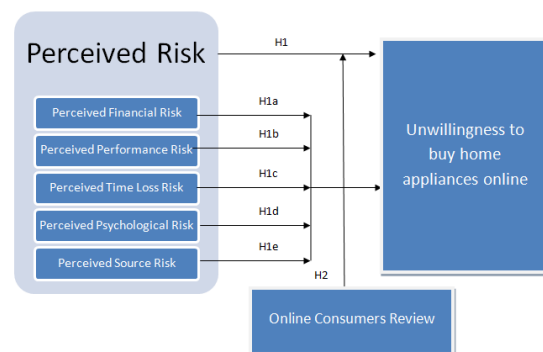 Perceived Risk
H1
Perceived Financial Risk
H1a
Perceived Performance Risk
H1b
Perceived Time Loss Risk
H1c
Perceived Psychological Risk
H1d
Perceived Source Risk
H1e
H2
Unwillingness to
buy home
appliances online
Online Consumers Review